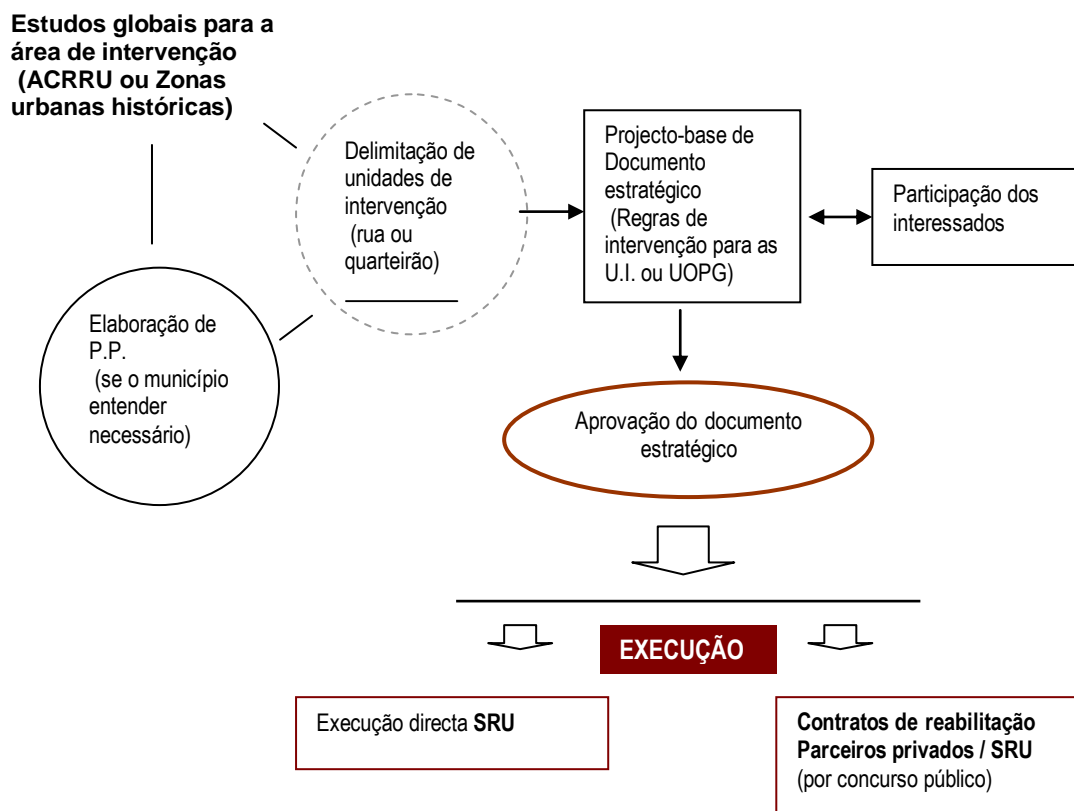 Estudos globais para a
área de intervenção
(ACRRU ou Zonas
urbanas históricas)
Delimitação de
unidades de
intervenção
(rua ou
quarteirão)
Projecto-base de
Documento
estratégico
(Regras de
intervenção para as
U.I. ou UOPG)
Participação dos
interessados
Elaboração de
P.P.
(se o município
entender
necessário)
Aprovação do documento
estratégico
EXECUÇÃO
Execução directa SRU
Contratos de reabilitação
Parceiros privados / SRU
(por concurso público)